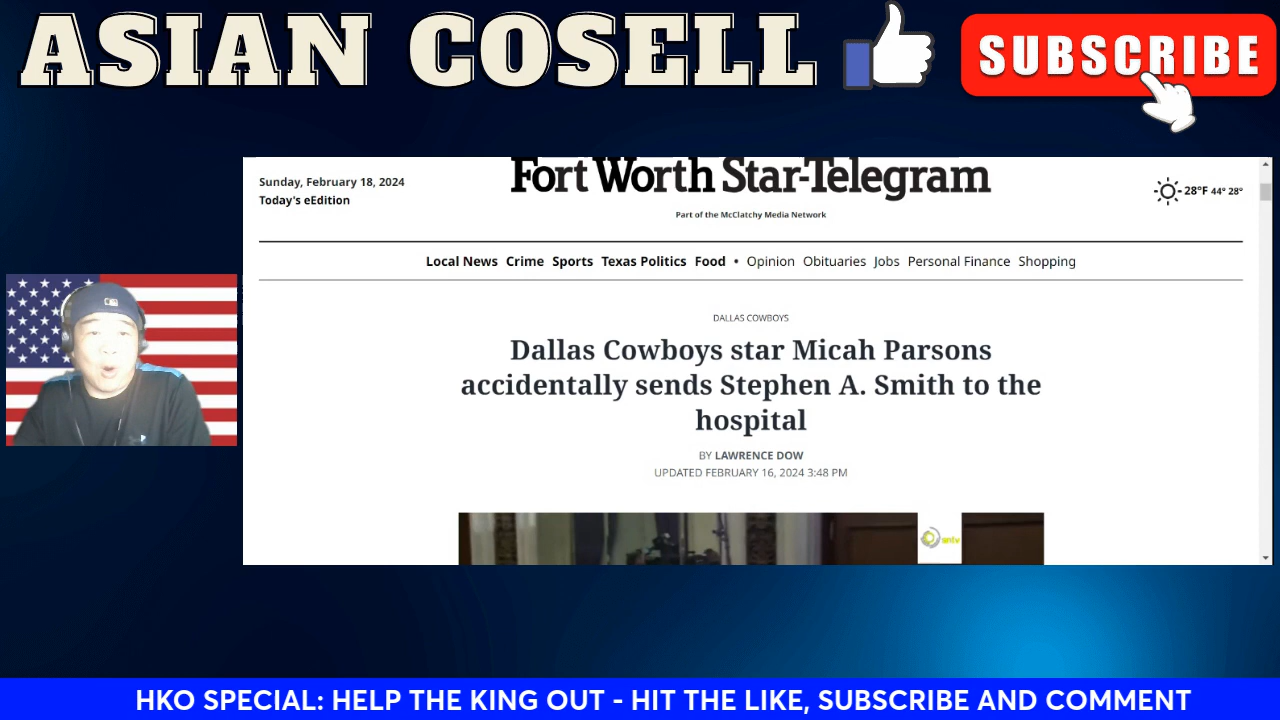 ASIAN COSELL
SUBSCRIBE
Sunday, February 18, 2024
Today's eEdition
Fort Worth Star-Telegram
Part of the McClatchy Media Network
28°F 44° 28°
Local News Crime Sports Texas Politics Food • Opinion Obituaries Jobs Personal Finance Shopping
DALLAS COWBOYS
Dallas Cowboys star Micah Parsons
accidentally sends Stephen A. Smith to the
hospital
BY LAWRENCE DOW
UPDATED FEBRUARY 16, 2024 3:48 PM
sntv
HKO SPECIAL: HELP THE KING OUT - HIT THE LIKE, SUBSCRIBE AND COMMENT